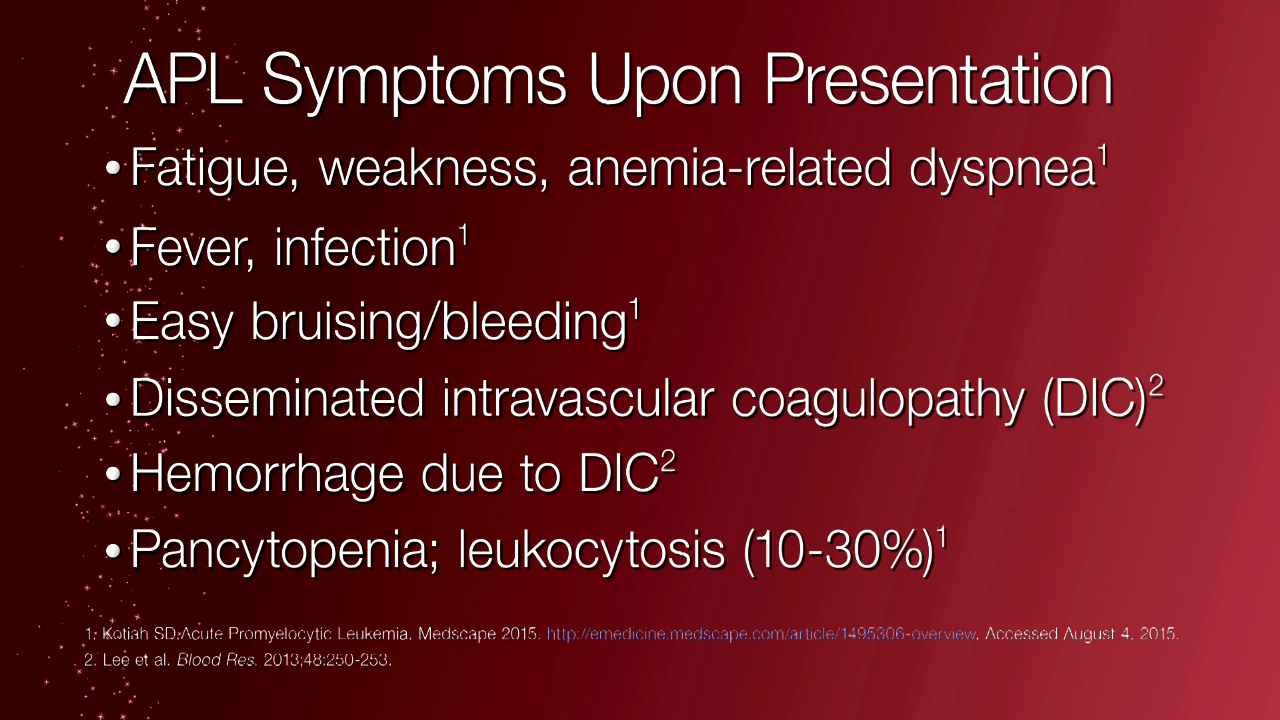 APL Symptoms Upon Presentation
• Fatigue, weakness, anemia-related dyspnea¹
• Fever, infection¹
• Easy bruising/bleeding¹
• Disseminated intravascular coagulopathy (DIC)²
• Hemorrhage due to DIC²
• Pancytopenia; leukocytosis (10-30%)¹
1. Kotiah SD. Acute Promyelocytic Leukemia. Medscape 2015. http://emedicine.medscape.com/article/1495306-overview. Accessed August 4, 2015.
2. Lee et al. Blood Res. 2013;48:250-253.